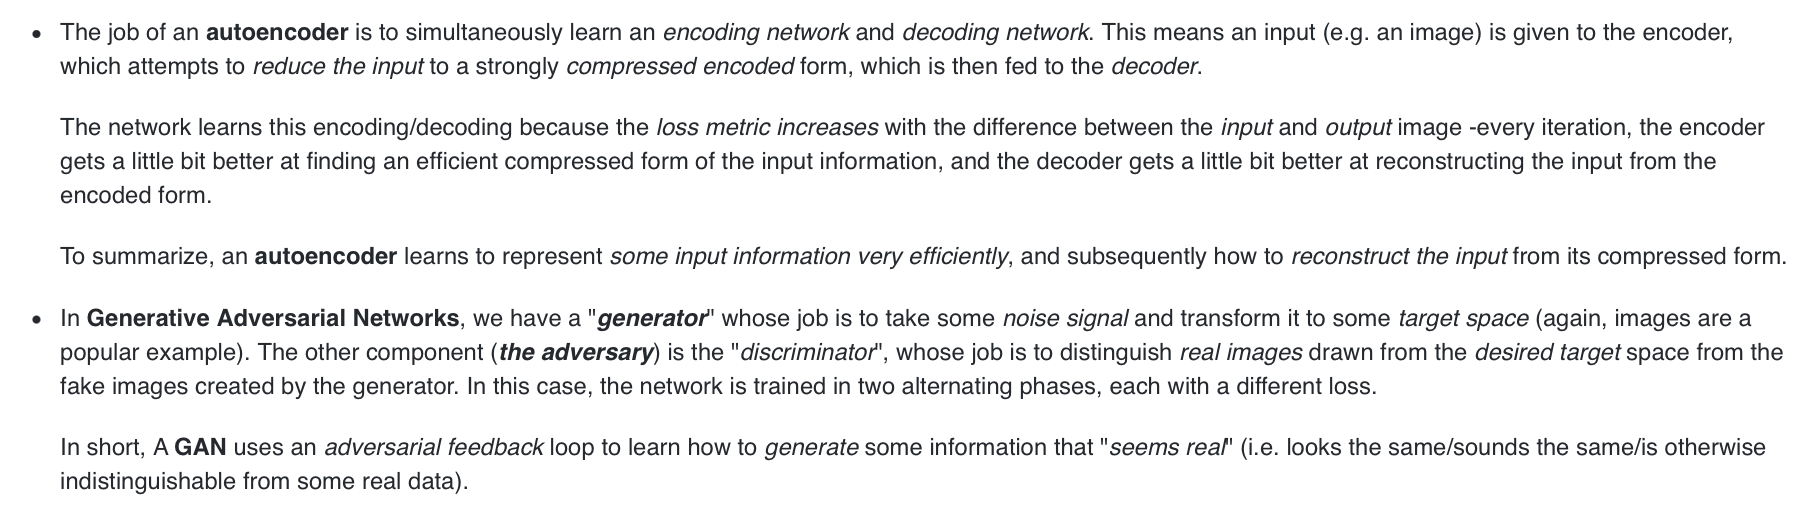 • The job of an autoencoder is to simultaneously learn an encoding network and decoding network. This means an input (e.g. an image) is given to the encoder,
which attempts to reduce the input to a strongly compressed encoded form, which is then fed to the decoder.
The network learns this encoding/decoding because the loss metric increases with the difference between the input and output image -every iteration, the encoder
gets a little bit better at finding an efficient compressed form of the input information, and the decoder gets a little bit better at reconstructing the input from the
encoded form.
To summarize, an autoencoder learns to represent some input information very efficiently, and subsequently how to reconstruct the input from its compressed form.
• In Generative Adversarial Networks, we have a "generator" whose job is to take some noise signal and transform it to some target space (again, images are a
popular example). The other component (the adversary) is the "discriminator", whose job is to distinguish real images drawn from the desired target space from the
fake images created by the generator. In this case, the network is trained in two alternating phases, each with a different loss.
In short, A GAN uses an adversarial feedback loop to learn how to generate some information that "seems real" (i.e. looks the same/sounds the same/is otherwise
indistinguishable from some real data).